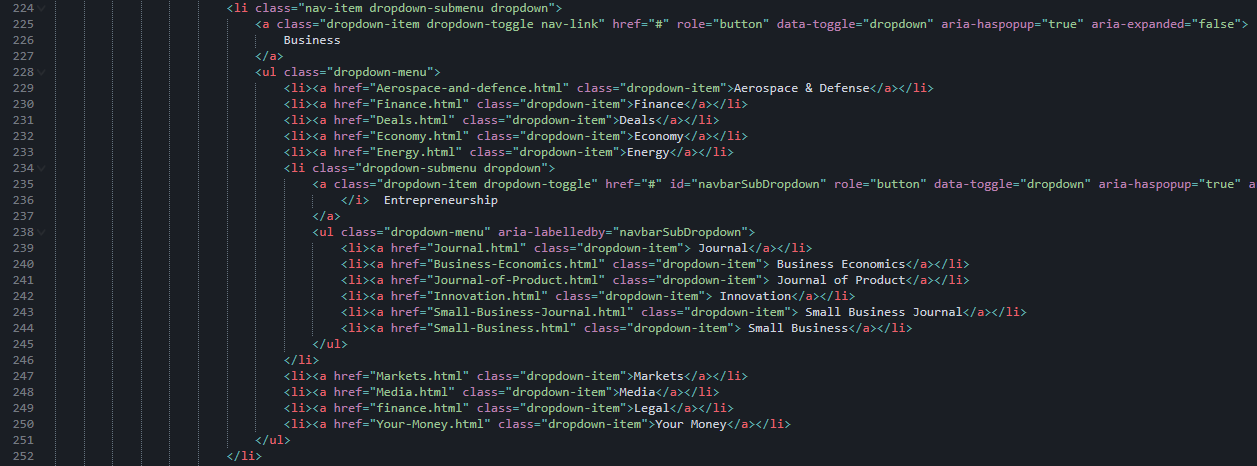 224 <li class="nav-item dropdown-submenu dropdown">
225 <a class="dropdown-item dropdown-toggle nav-link" href="#" role="button" data-toggle="dropdown" aria-haspopup="true" aria-expanded="false">
226 Business
227 </a>
228 <ul class="dropdown-menu">
229 <li><a href="Aerospace-and-defence.html" class="dropdown-item">Aerospace & Defense</a></li>
230 <li><a href="Finance.html" class="dropdown-item">Finance</a></li>
231 <li><a href="Deals.html" class="dropdown-item">Deals</a></li>
232 <li><a href="Economy.html" class="dropdown-item">Economy</a></li>
233 <li><a href="Energy.html" class="dropdown-item">Energy</a></li>
234 <li class="dropdown-submenu dropdown">
235 <a class="dropdown-item dropdown-toggle" href="#" id="navbarSubDropdown" role="button" data-toggle="dropdown" aria-haspopup="true" a
236 </i>  Entrepreneurship
237 </a>
238 <ul class="dropdown-menu" aria-labelledby="navbarSubDropdown">
239 <li><a href="Journal.html" class="dropdown-item"> Journal</a></li>
240 <li><a href="Business-Economics.html" class="dropdown-item"> Business Economics</a></li>
241 <li><a href="Journal-of-Product.html" class="dropdown-item"> Journal of Product</a></li>
242 <li><a href="Innovation.html" class="dropdown-item"> Innovation</a></li>
243 <li><a href="Small-Business-Journal.html" class="dropdown-item"> Small Business Journal</a></li>
244 <li><a href="Small-Business.html" class="dropdown-item"> Small Business</a></li>
245 </ul>
246 </li>
247 <li><a href="Markets.html" class="dropdown-item">Markets</a></li>
248 <li><a href="Media.html" class="dropdown-item">Media</a></li>
249 <li><a href="finance.html" class="dropdown-item">Legal</a></li>
250 <li><a href="Your-Money.html" class="dropdown-item">Your Money</a></li>
251 </ul>
252 </li>